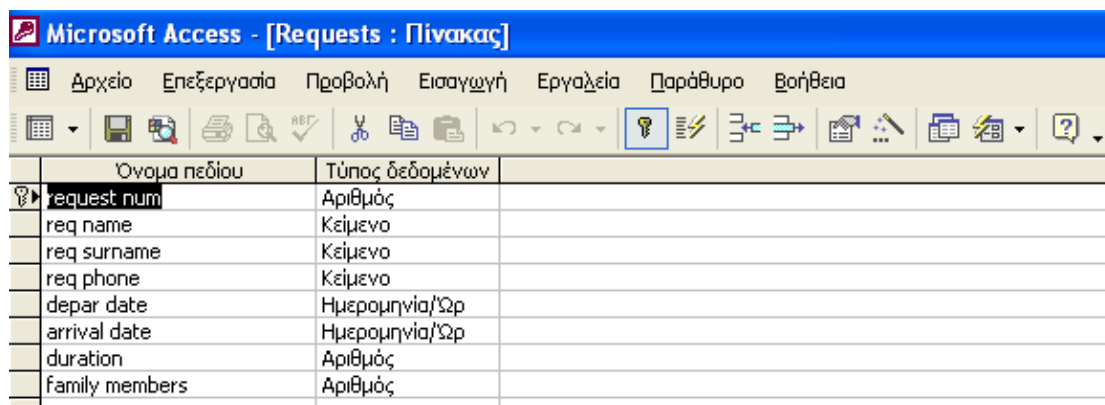 Microsoft Access - [Requests : Πίνακας]
Αρχείο Επεξεργασία Προβολή Εισαγωγή Εργαλεία Παράθυρο Βοήθεια
ABC
Όνομα πεδίου Τύπος δεδομένων
request num Αριθμός
req name Κείμενο
req surname Κείμενο
req phone Κείμενο
depar date Ημερομηνία/Ώρ
arrival date Ημερομηνία/Ώρ
duration Αριθμός
family members Αριθμός